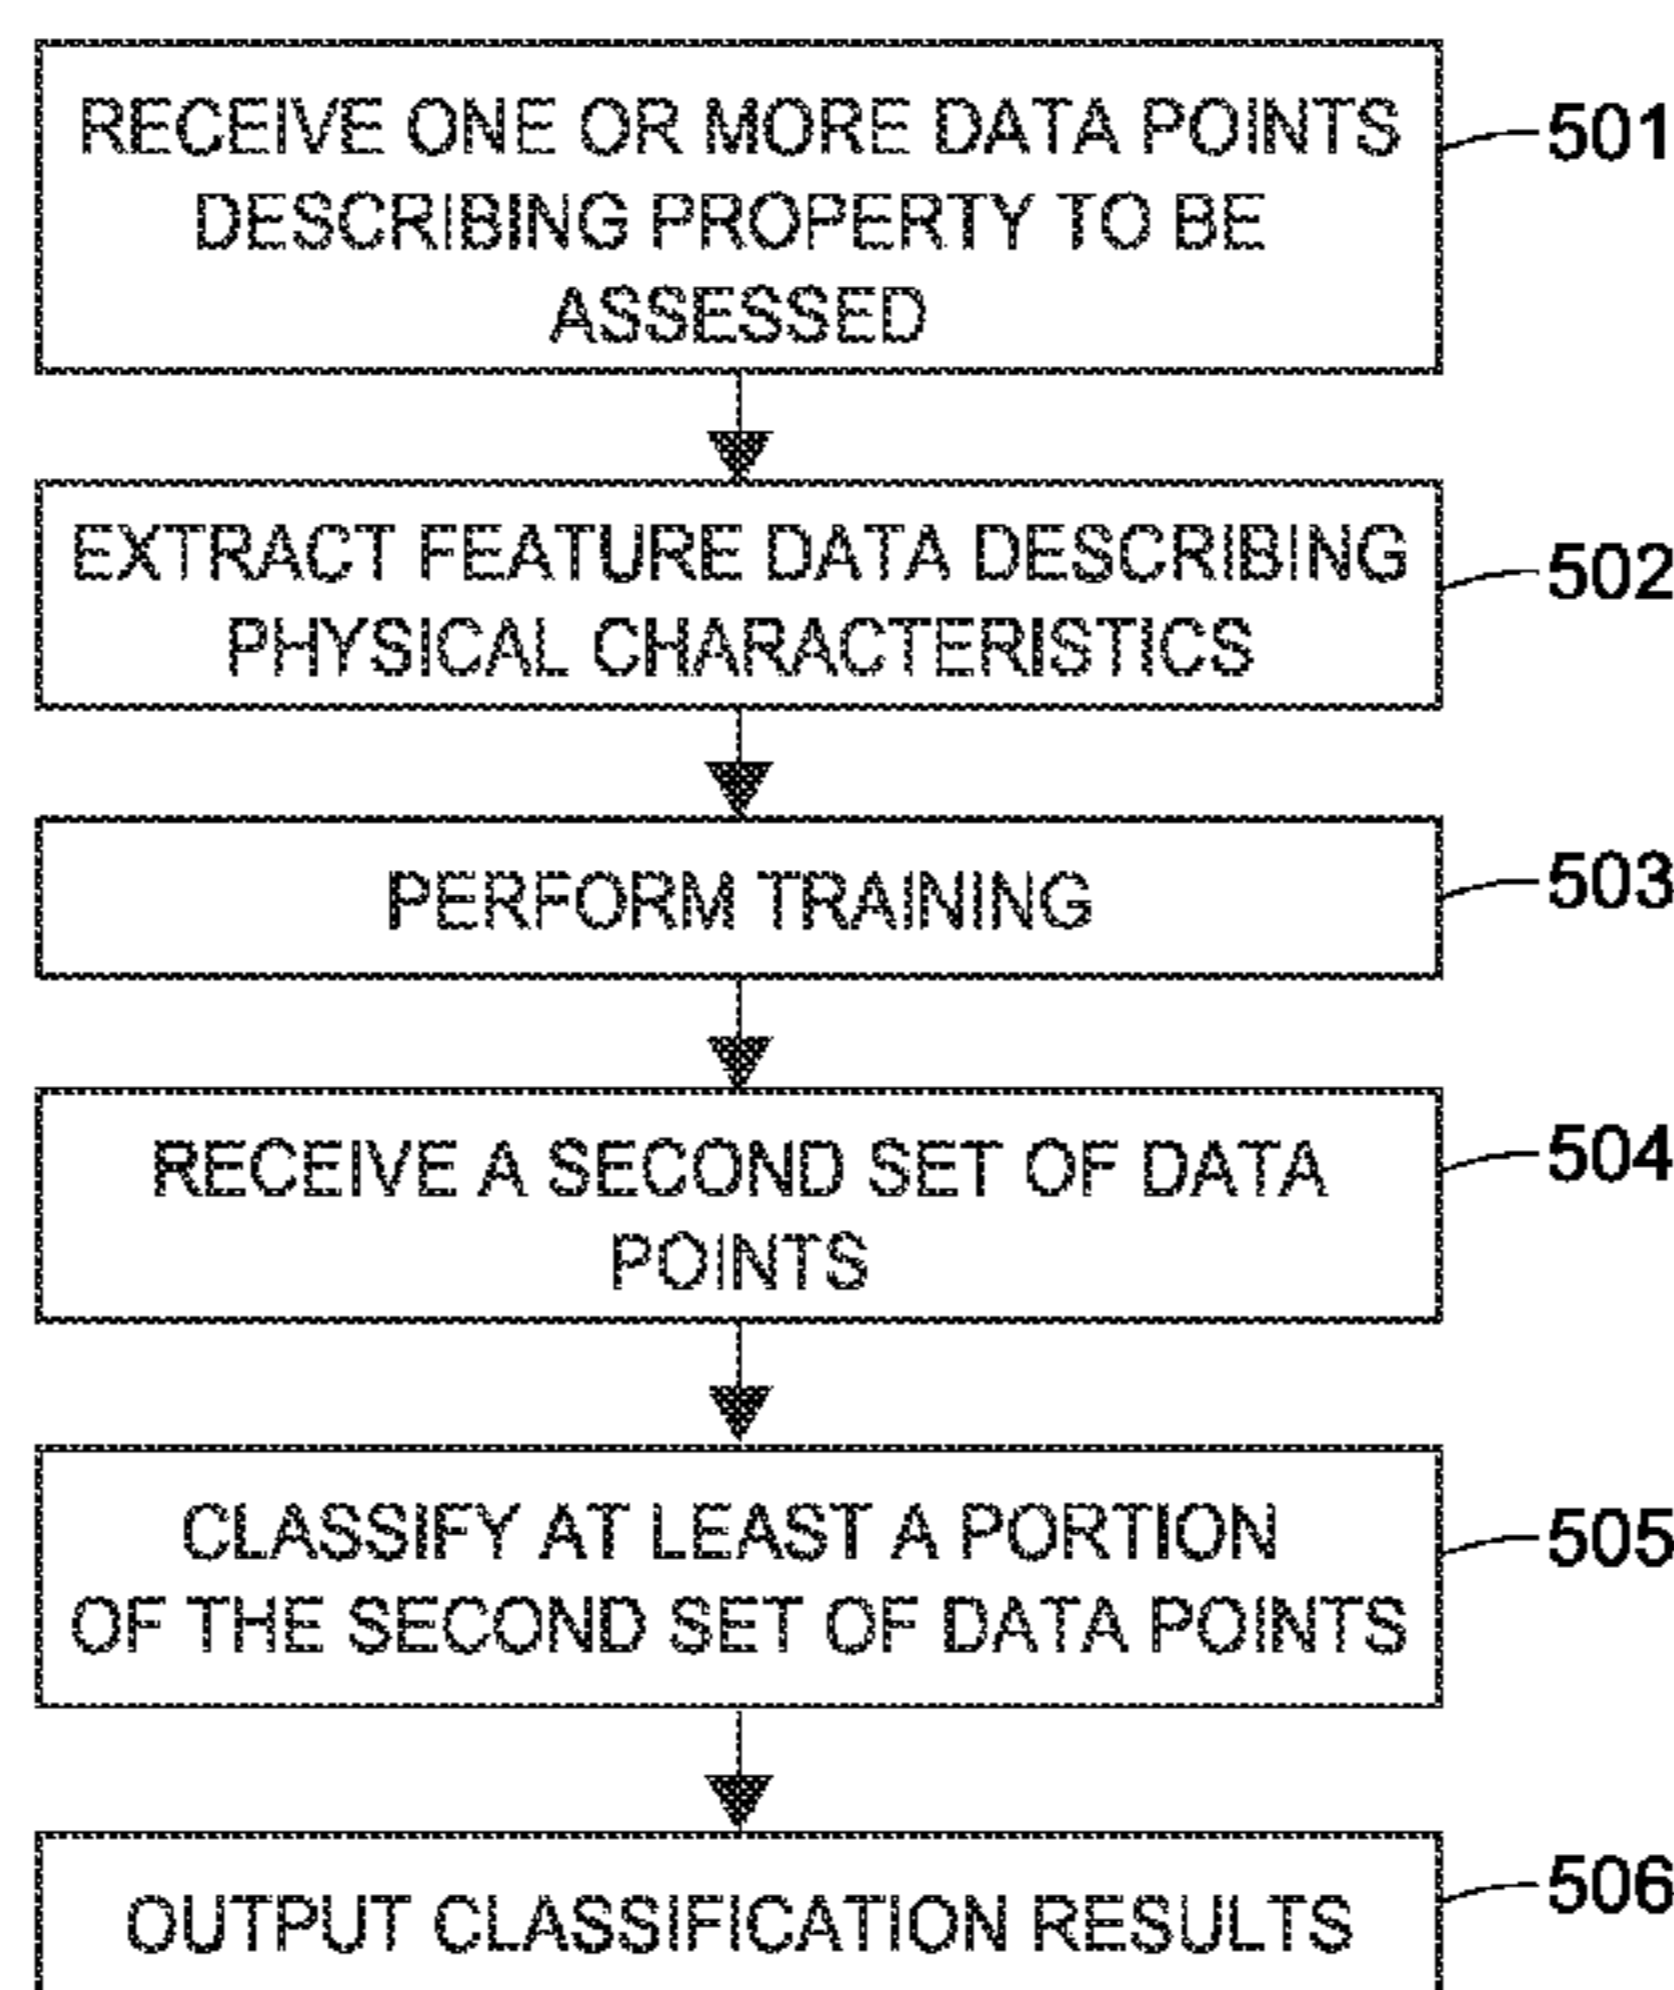 RECEIVE ONE OR MORE DATA POINTS
DESCRIBING PROPERTY TO BE
ASSESSED
501
EXTRACT FEATURE DATA DESCRIBING
PHYSICAL CHARACTERISTICS
502
PERFORM TRAINING
503
RECEIVE A SECOND SET OF DATA
POINTS
504
CLASSIFY AT LEAST A PORTION
OF THE SECOND SET OF DATA POINTS
505
OUTPUT CLASSIFICATION RESULTS
506